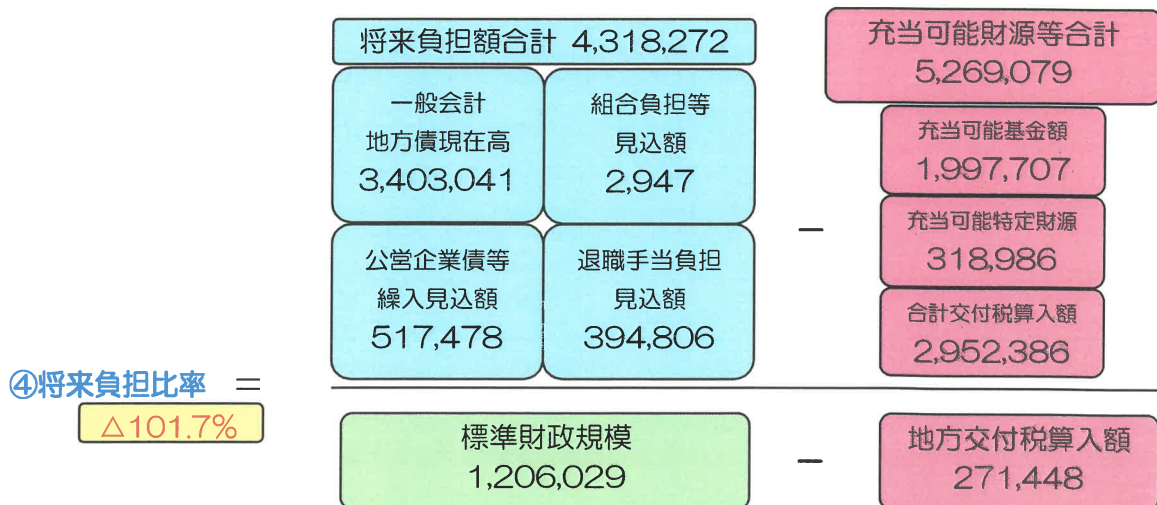 将来負担額合計 4,318,272
一般会計
地方債現在高
3,403,041
組合負担等
見込額
2,947
公営企業債等
繰入見込額
517,478
退職手当負担
見込額
394,806
－
充当可能財源等合計
5,269,079
充当可能基金額
1,997,707
充当可能特定財源
318,986
合計交付税算入額
2,952,386
④将来負担比率 ＝
△101.7%
標準財政規模
1,206,029
－
地方交付税算入額
271,448